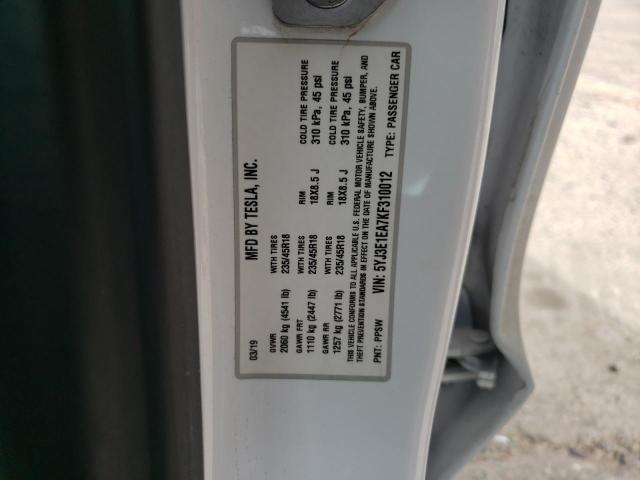 03/19 MFD BY TESLA, INC.
GVWR WITH TIRES RIM COLD TIRE PRESSURE
2060 kg (4541 lb) 235/45R18 18X8.5 J 310 kPa, 45 psi
GAWR FRT WITH TIRES RIM COLD TIRE PRESSURE
1110 kg (2447 lb) 235/45R18 18X8.5 J 310 kPa, 45 psi
GAWR RR WITH TIRES
1257 kg (2771 lb) 235/45R18
THIS VEHICLE CONFORMS TO ALL APPLICABLE U.S. FEDERAL MOTOR VEHICLE SAFETY, BUMPER, AND
THEFT PREVENTION STANDARDS IN EFFECT ON THE DATE OF MANUFACTURE SHOWN ABOVE.
PNT: PPSW VIN: 5YJ3E1EA7KF310012 TYPE: PASSENGER CAR